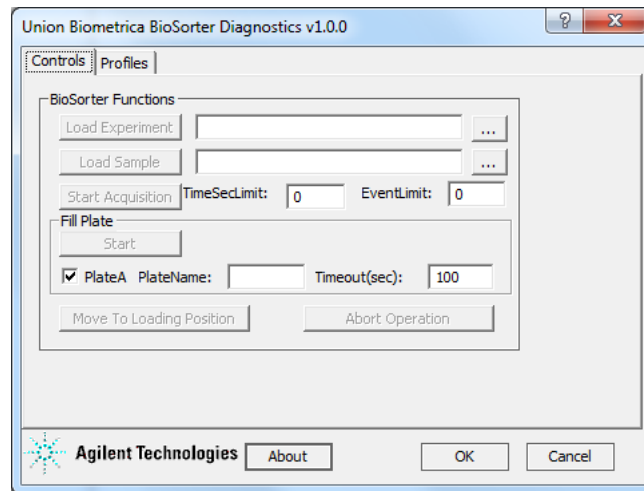 Union Biometrica BioSorter Diagnostics v1.0.0
Controls Profiles
BioSorter Functions
Load Experiment ...
Load Sample ...
Start Acquisition TimeSecLimit: 0 EventLimit: 0
Fill Plate
Start
PlateA PlateName: Timeout(sec): 100
Move To Loading Position Abort Operation
Agilent Technologies About OK Cancel